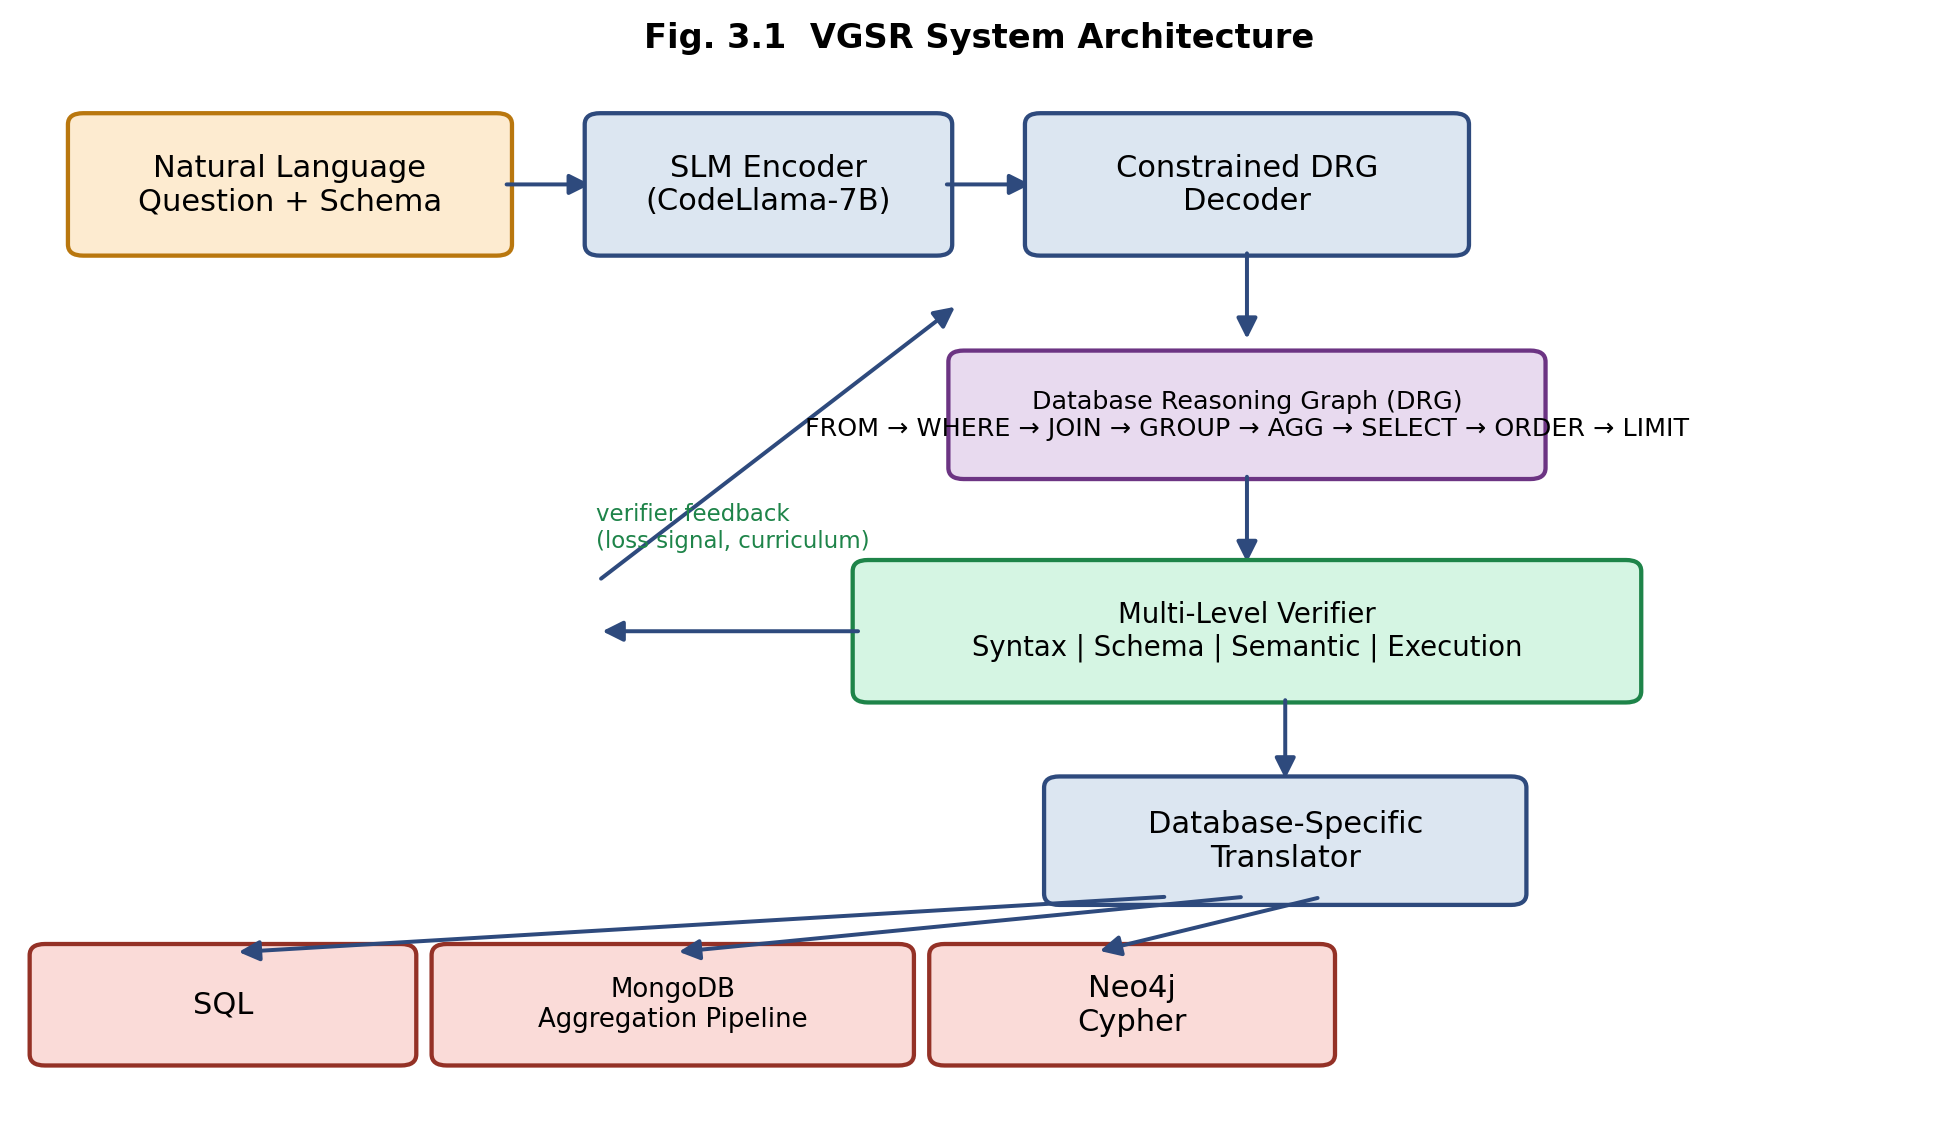 Fig. 3.1  VGSR System Architecture
Natural Language
Question + Schema
SLM Encoder
(CodeLlama-7B)
Constrained DRG
Decoder
Database Reasoning Graph (DRG)
FROM → WHERE → JOIN → GROUP → AGG → SELECT → ORDER → LIMIT
verifier feedback
(loss signal, curriculum)
Multi-Level Verifier
Syntax | Schema | Semantic | Execution
Database-Specific
Translator
SQL
MongoDB
Aggregation Pipeline
Neo4j
Cypher